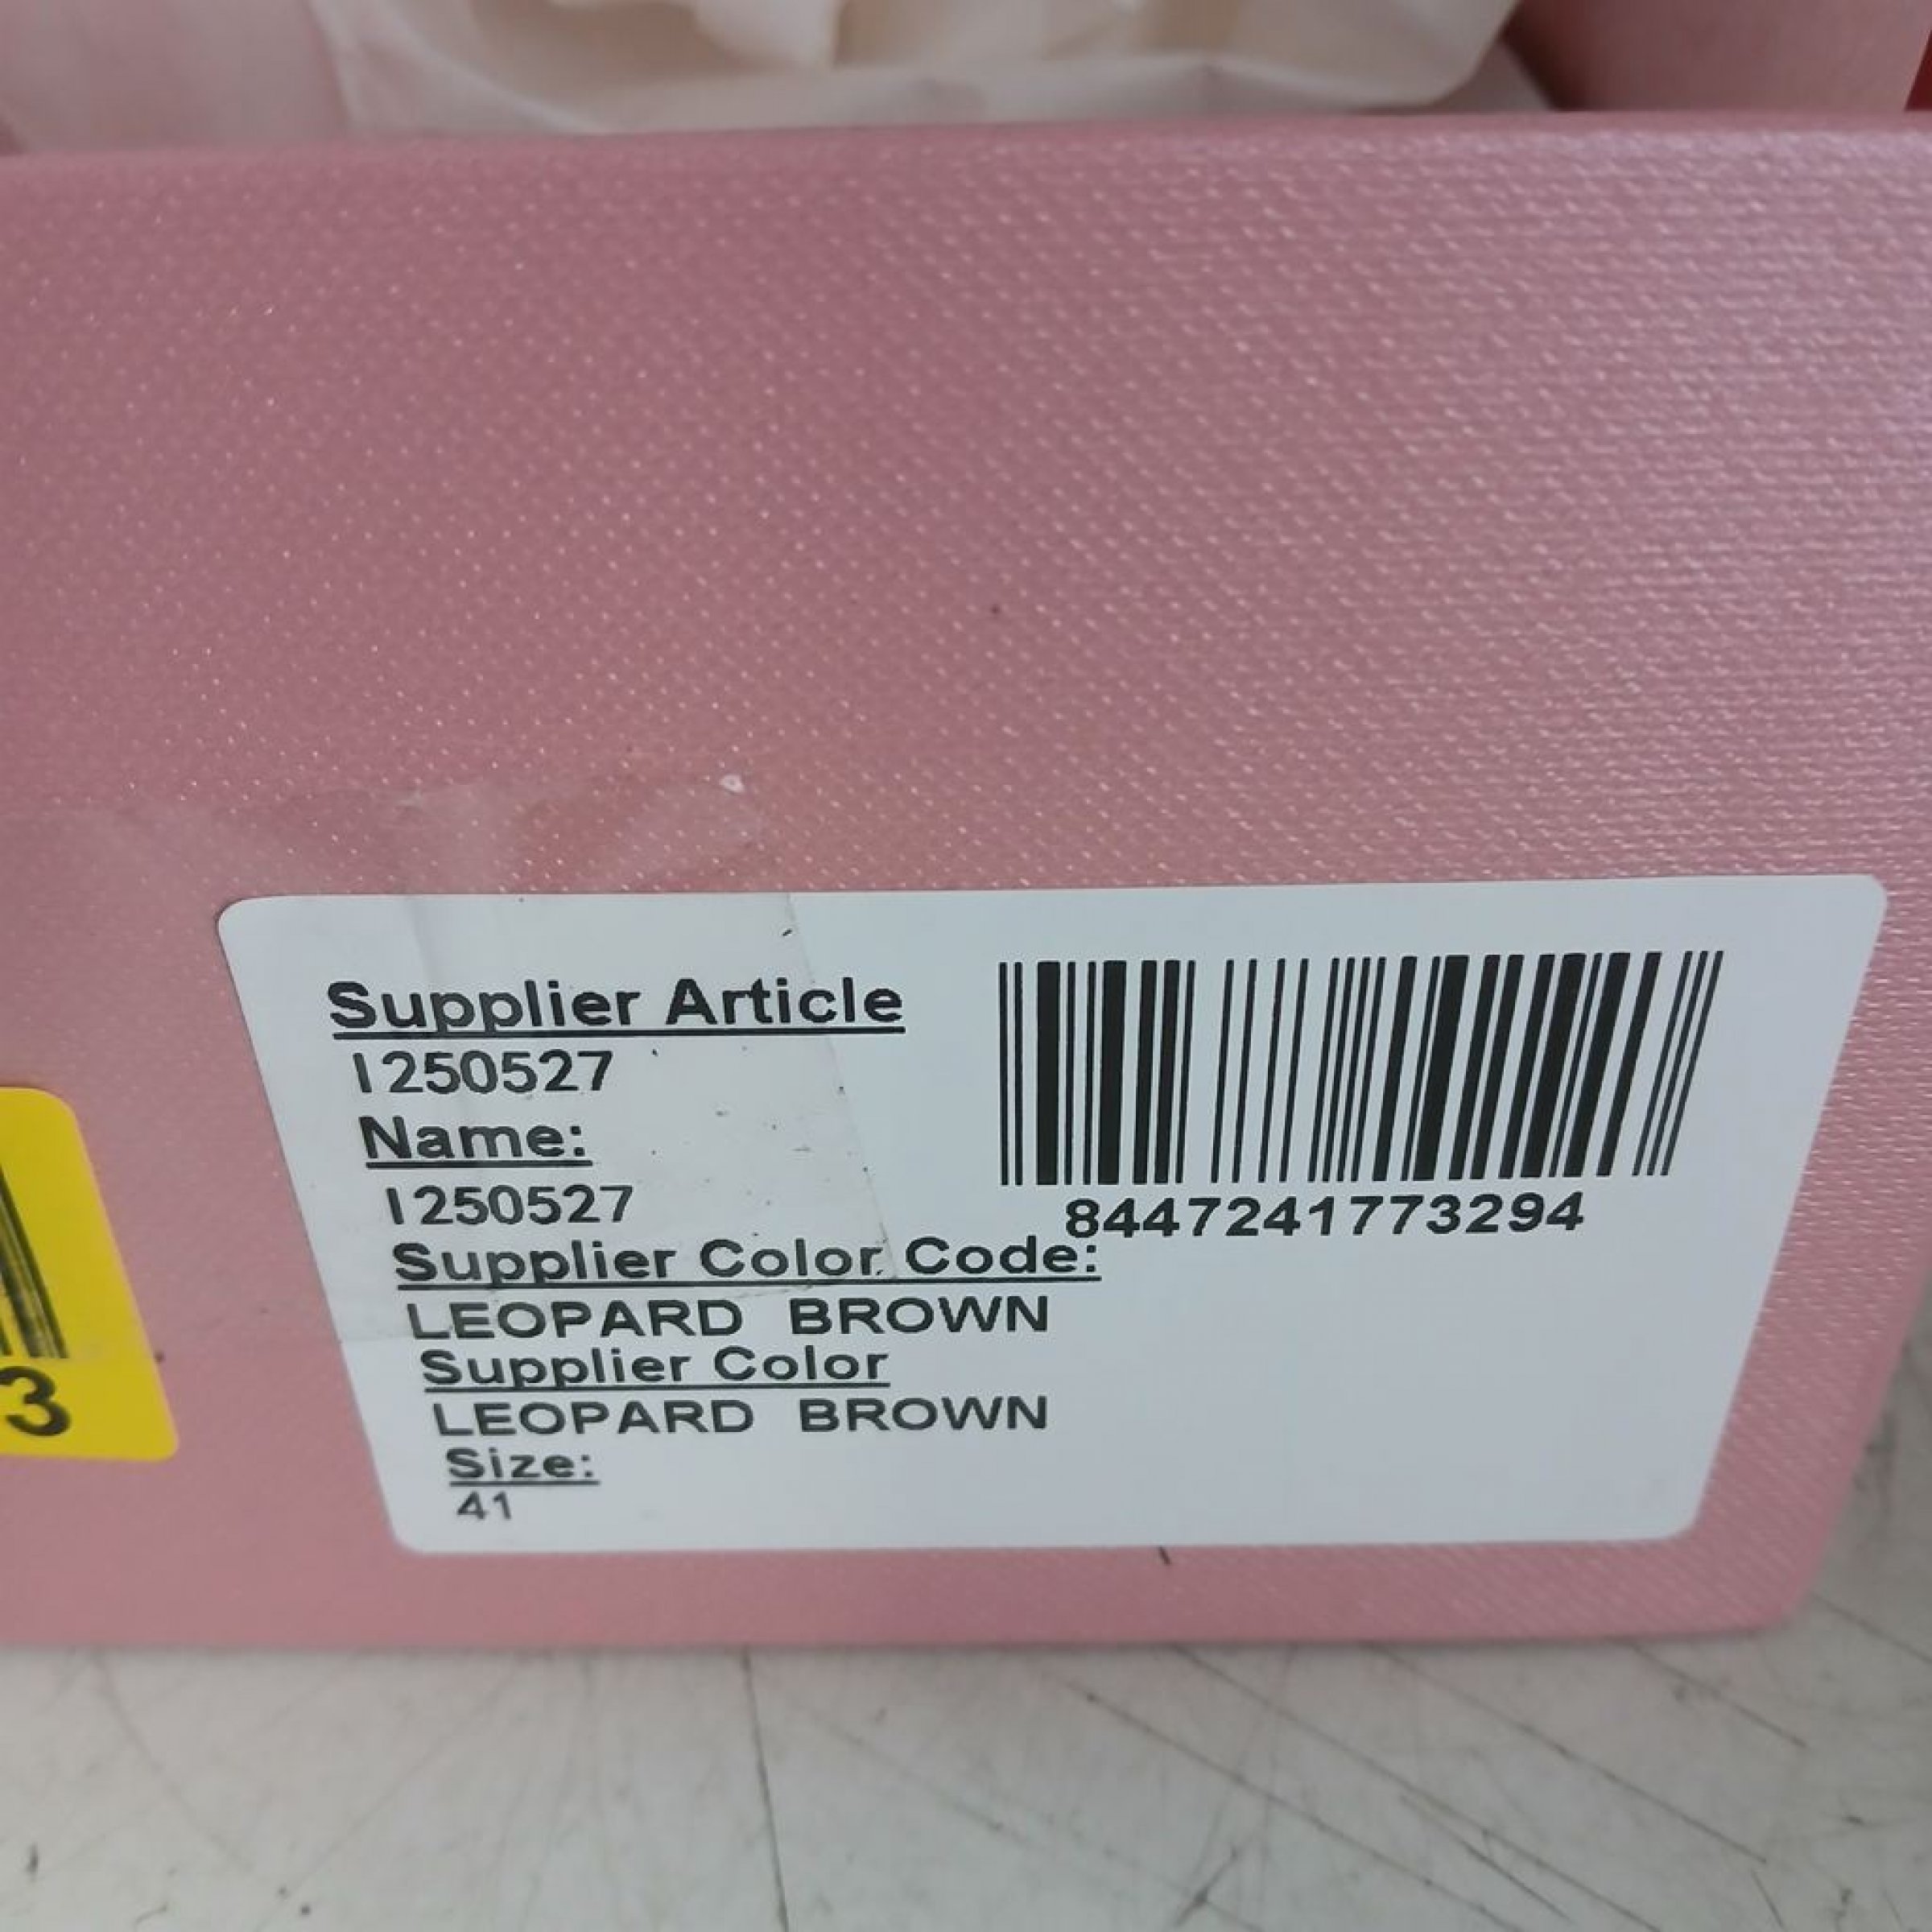 Supplier Article
I250527
Name:
I250527
8447241773294
Supplier Color Code:
LEOPARD BROWN
Supplier Color
LEOPARD BROWN
Size:
41
3